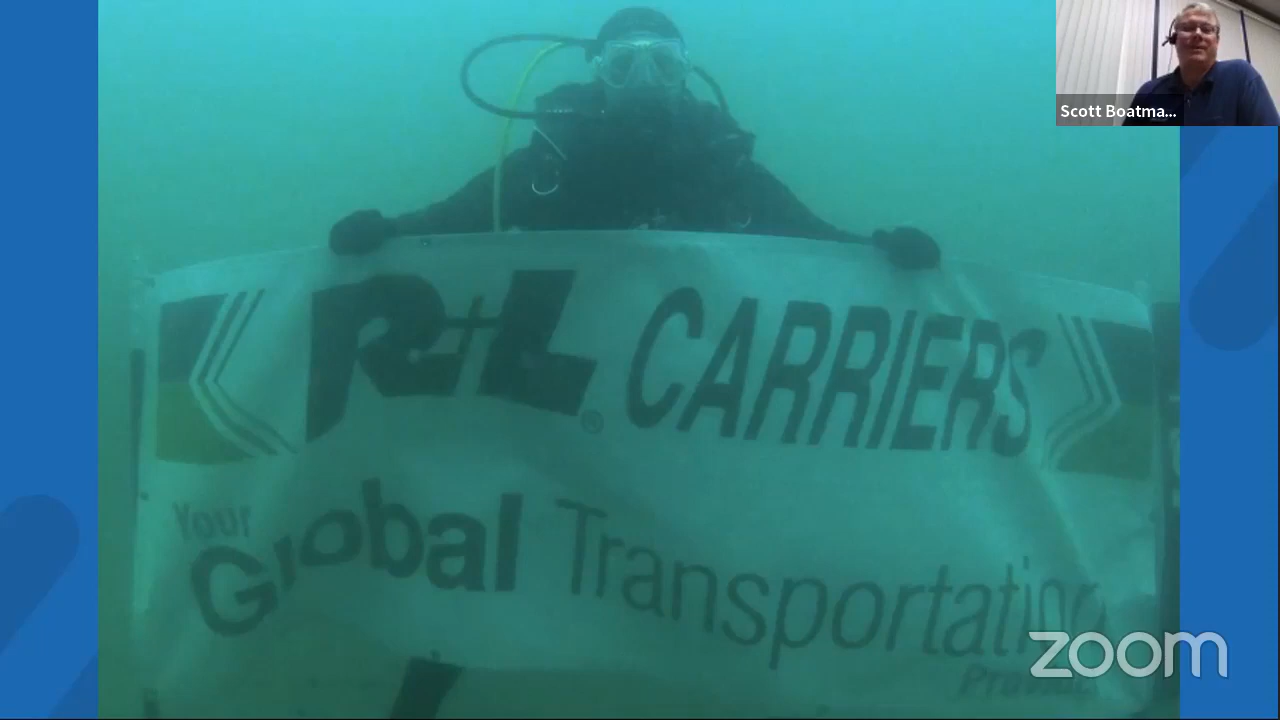 Scott Boatma...
R+L® CARRIERS
Your
Global Transportation
zoom